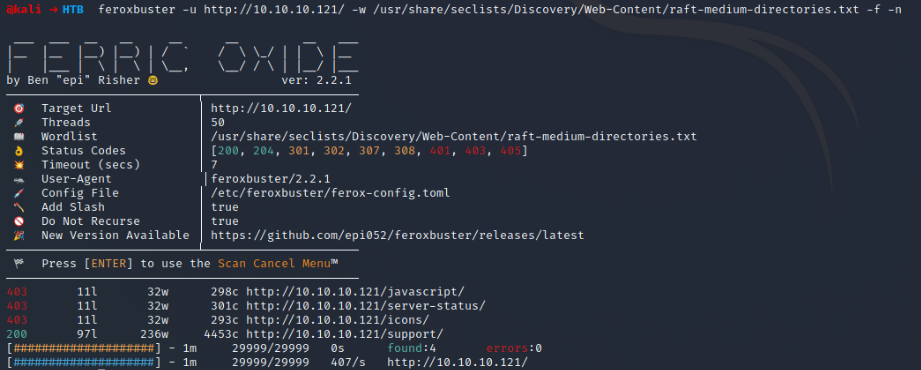 @kali → HTB feroxbuster -u http://10.10.10.121/ -w /usr/share/seclists/Discovery/Web-Content/raft-medium-directories.txt -f -n
FERRIC OXIDE
by Ben "epi" Risher 🤓 ver: 2.2.1
🎯 Target Url │ http://10.10.10.121/
🚀 Threads │ 50
📖 Wordlist │ /usr/share/seclists/Discovery/Web-Content/raft-medium-directories.txt
👌 Status Codes │ [200, 204, 301, 302, 307, 308, 401, 403, 405]
💥 Timeout (secs) │ 7
🦡 User-Agent │ feroxbuster/2.2.1
💉 Config File │ /etc/feroxbuster/ferox-config.toml
🪓 Add Slash │ true
🚫 Do Not Recurse │ true
🎉 New Version Available │ https://github.com/epi052/feroxbuster/releases/latest
🏁 Press [ENTER] to use the Scan Cancel Menu™
403 11l 32w 298c http://10.10.10.121/javascript/
403 11l 32w 301c http://10.10.10.121/server-status/
403 11l 32w 293c http://10.10.10.121/icons/
200 97l 236w 4453c http://10.10.10.121/support/
[####################] - 1m 29999/29999 0s found:4 errors:0
[####################] - 1m 29999/29999 407/s http://10.10.10.121/